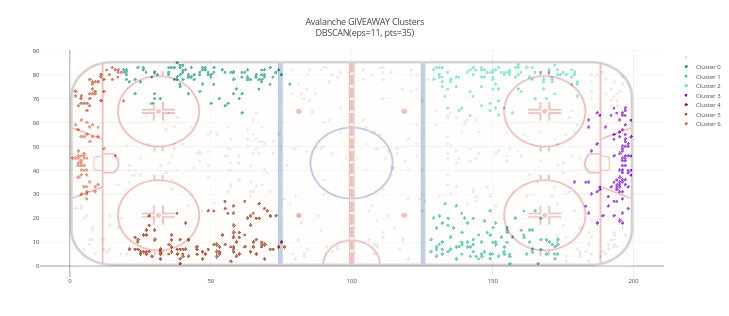 Avalanche GIVEAWAY Clusters
DBSCAN(eps=11, pts=35)
90
80
70
60
50
40
30
20
10
0
0
50
100
150
200
Cluster 0
Cluster 1
Cluster 2
Cluster 3
Cluster 4
Cluster 5
Cluster 6